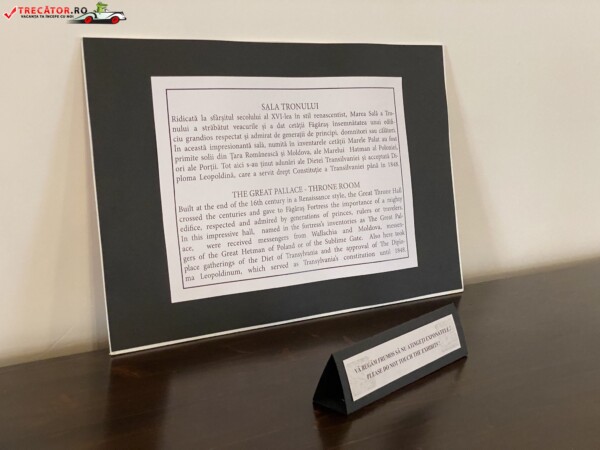 TRECĂTOR.RO
VACANȚA TA ÎNCEPE CU NOI
SALA TRONULUI
Ridicată la sfârșitul secolului al XVI-lea în stil renascentist, Marea Sală a Tro-
nului a străbătut veacurile și a dat cetății Făgăraș însemnătatea unui edifi-
ciu grandios respectat și admirat de generații de principi, domnitori sau călători.
În această impresionantă sală, numită în inventarele cetății Marele Palat au fost
primite solii din Țara Românească și Moldova, ale Marelui Hatman al Poloniei,
ori ale Porții. Tot aici s-au ținut adunări ale Dietei Transilvaniei și acceptată Di-
ploma Leopoldină, care a servit drept Constituție a Transilvaniei până în 1848.
THE GREAT PALLACE - THRONE ROOM
Built at the end of the 16th century in a Renaissance style, the Great Throne Hall
crossed the centuries and gave to Făgăraș Fortress the importance of a mighty
edifice, respected and admired by generations of princes, rulers or travelers.
In this impressive hall, named in the fortress's inventories as The Great Pal-
ace, were received messengers from Wallachia and Moldova, messen-
gers of the Great Hetman of Poland or of the Sublime Gate. Also here took
place gatherings of the Diet of Transylvania and the approval of The Diplo-
ma Leopoldinum, which served as Transylvania's constitution until 1848.
VĂ RUGĂM FRUMOS SĂ NU ATINGEȚI EXPONATELE!
PLEASE DO NOT TOUCH THE EXHIBITS!